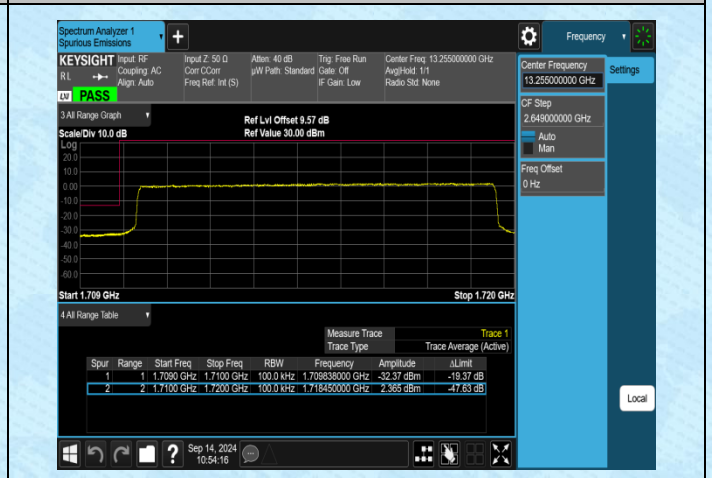 Spectrum Analyzer 1
Spurious Emissions
Frequency
KEYSIGHT
RL
LXI PASS
Input: RF
Coupling: AC
Align: Auto
Input Z: 50 Ω
Corr CCorr
Freq Ref: Int (S)
Atten: 40 dB
µW Path: Standard
Trig: Free Run
Gate: Off
IF Gain: Low
Center Freq: 13.255000000 GHz
Avg|Hold: 1/1
Radio Std: None
Center Frequency
13.255000000 GHz
Settings
CF Step
2.649000000 GHz
Auto
Man
Freq Offset
0 Hz
3 All Range Graph
Scale/Div 10.0 dB
Ref Lvl Offset 9.57 dB
Ref Value 30.00 dBm
Log
20.0
10.0
0.00
-10.0
-20.0
-30.0
-40.0
-50.0
-60.0
Start 1.709 GHz
Stop 1.720 GHz
4 All Range Table
Measure Trace Trace 1
Trace Type Trace Average (Active)
Spur Range Start Freq Stop Freq RBW Frequency Amplitude ΔLimit
1 1 1.7090 GHz 1.7100 GHz 100.0 kHz 1.709838000 GHz -32.37 dBm -19.37 dB
2 2 1.7100 GHz 1.7200 GHz 100.0 kHz 1.718450000 GHz 2.365 dBm -47.63 dB
Local
?
Sep 14, 2024
10:54:16